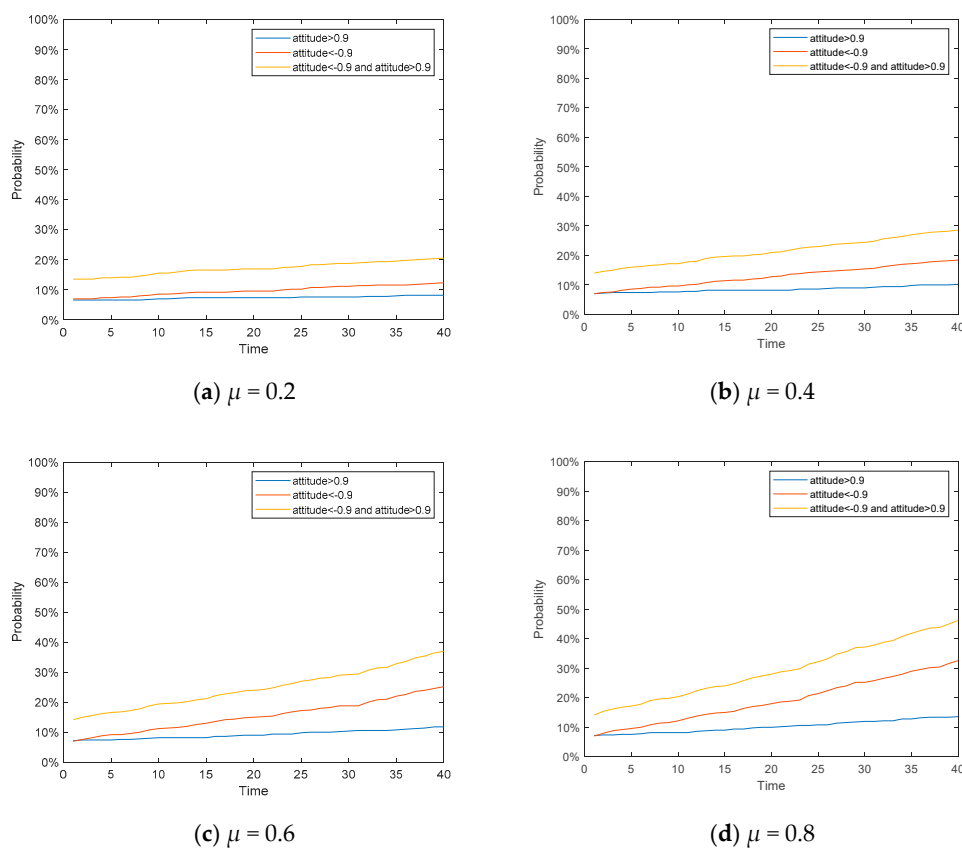 100%
90%
80%
70%
60%
50%
40%
30%
20%
10%
0%
Probability
attitude>0.9
attitude<-0.9
attitude<-0.9 and attitude>0.9
0 5 10 15 20 25 30 35 40
Time
(a) μ = 0.2
100%
90%
80%
70%
60%
50%
40%
30%
20%
10%
0%
Probability
attitude>0.9
attitude<-0.9
attitude<-0.9 and attitude>0.9
0 5 10 15 20 25 30 35 40
Time
(b) μ = 0.4
100%
90%
80%
70%
60%
50%
40%
30%
20%
10%
0%
Probability
attitude>0.9
attitude<-0.9
attitude<-0.9 and attitude>0.9
0 5 10 15 20 25 30 35 40
Time
(c) μ = 0.6
100%
90%
80%
70%
60%
50%
40%
30%
20%
10%
0%
Probability
attitude>0.9
attitude<-0.9
attitude<-0.9 and attitude>0.9
0 5 10 15 20 25 30 35 40
Time
(d) μ = 0.8